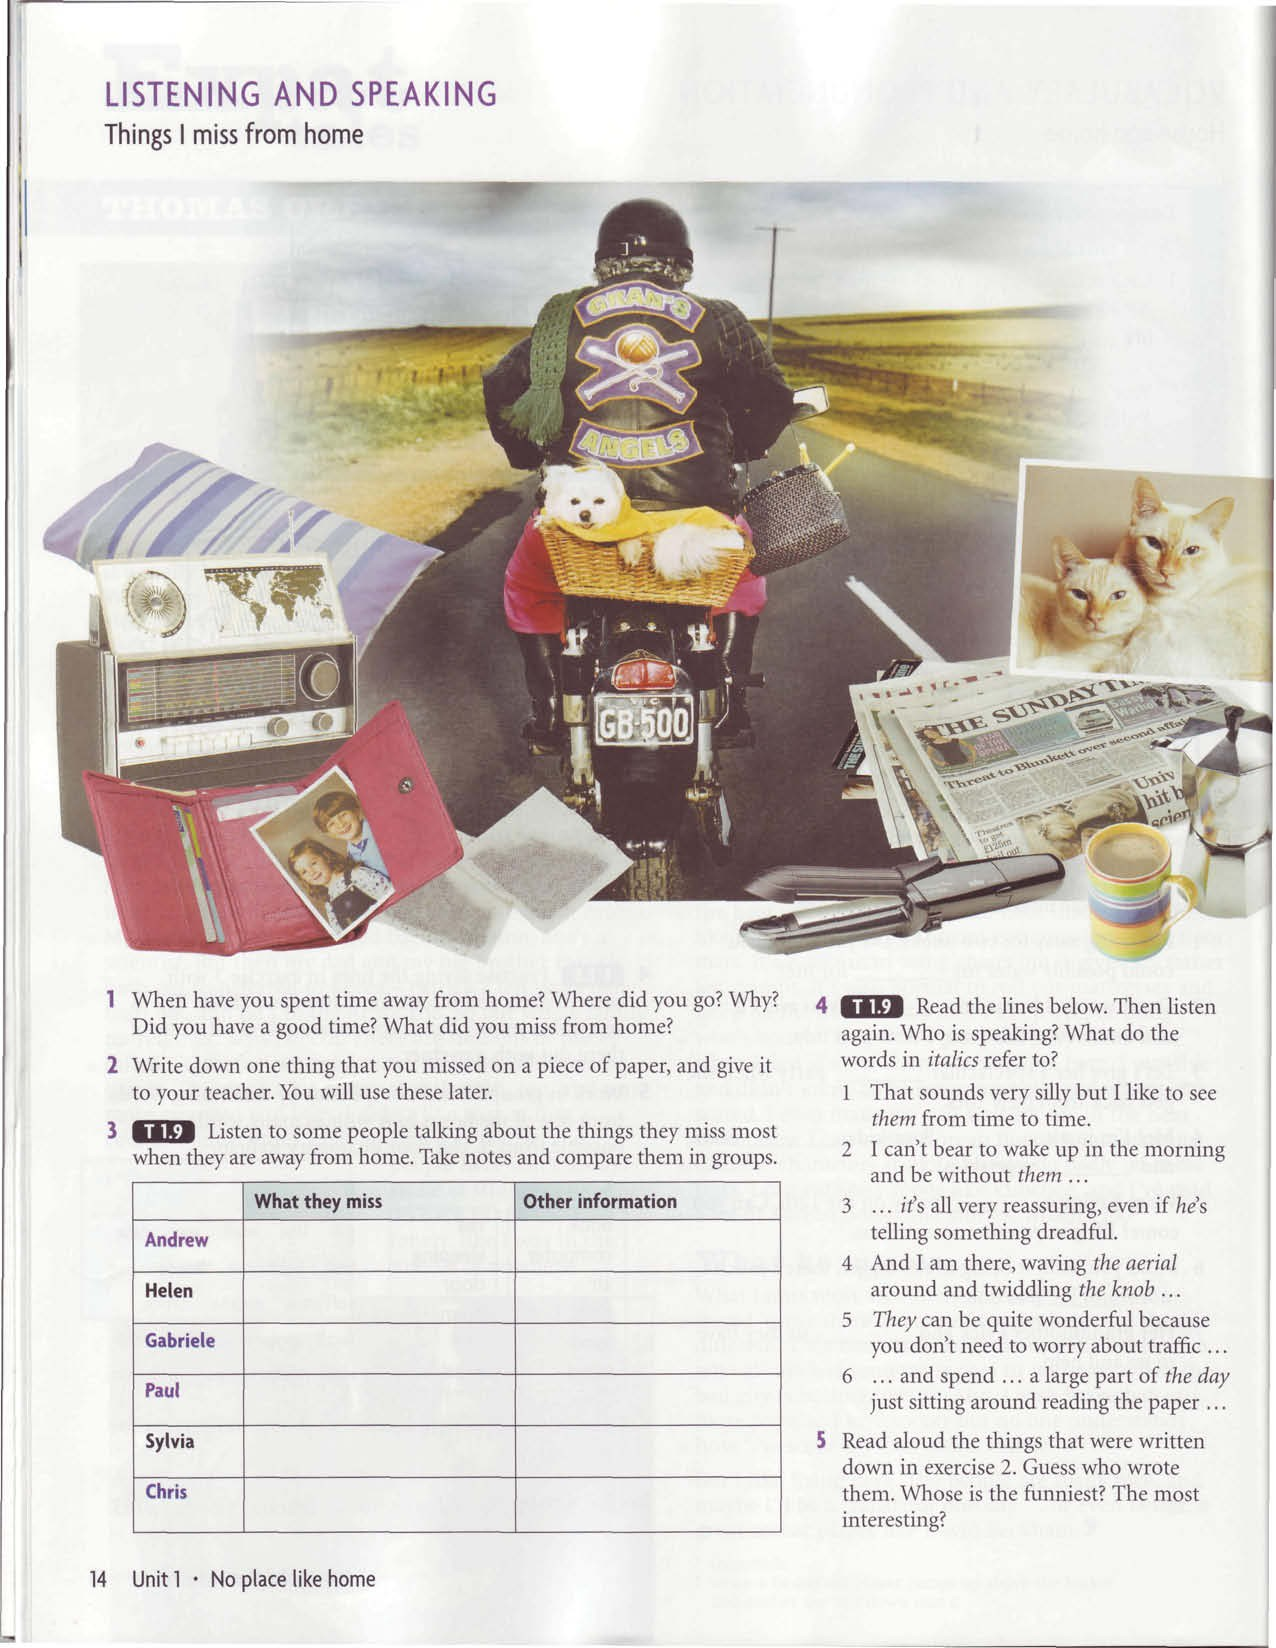 LISTENING AND SPEAKING
Things I miss from home
GRAN'S
ANGELS
VIC
GB·500
THE SUNDAY
Threat to Blunkett over second affair
Univ
hit b
scien
Theatres
to get
£125m
1 When have you spent time away from home? Where did you go? Why?
Did you have a good time? What did you miss from home?
2 Write down one thing that you missed on a piece of paper, and give it
to your teacher. You will use these later.
3 T 1.9 Listen to some people talking about the things they miss most
when they are away from home. Take notes and compare them in groups.
What they miss Other information
Andrew
Helen
Gabriele
Paul
Sylvia
Chris
4 T 1.9 Read the lines below. Then listen
again. Who is speaking? What do the
words in italics refer to?
1 That sounds very silly but I like to see
them from time to time.
2 I can't bear to wake up in the morning
and be without them ...
3 ... it's all very reassuring, even if he's
telling something dreadful.
4 And I am there, waving the aerial
around and twiddling the knob ...
5 They can be quite wonderful because
you don't need to worry about traffic ...
6 ... and spend ... a large part of the day
just sitting around reading the paper ...
5 Read aloud the things that were written
down in exercise 2. Guess who wrote
them. Whose is the funniest? The most
interesting?
14 Unit 1 · No place like home